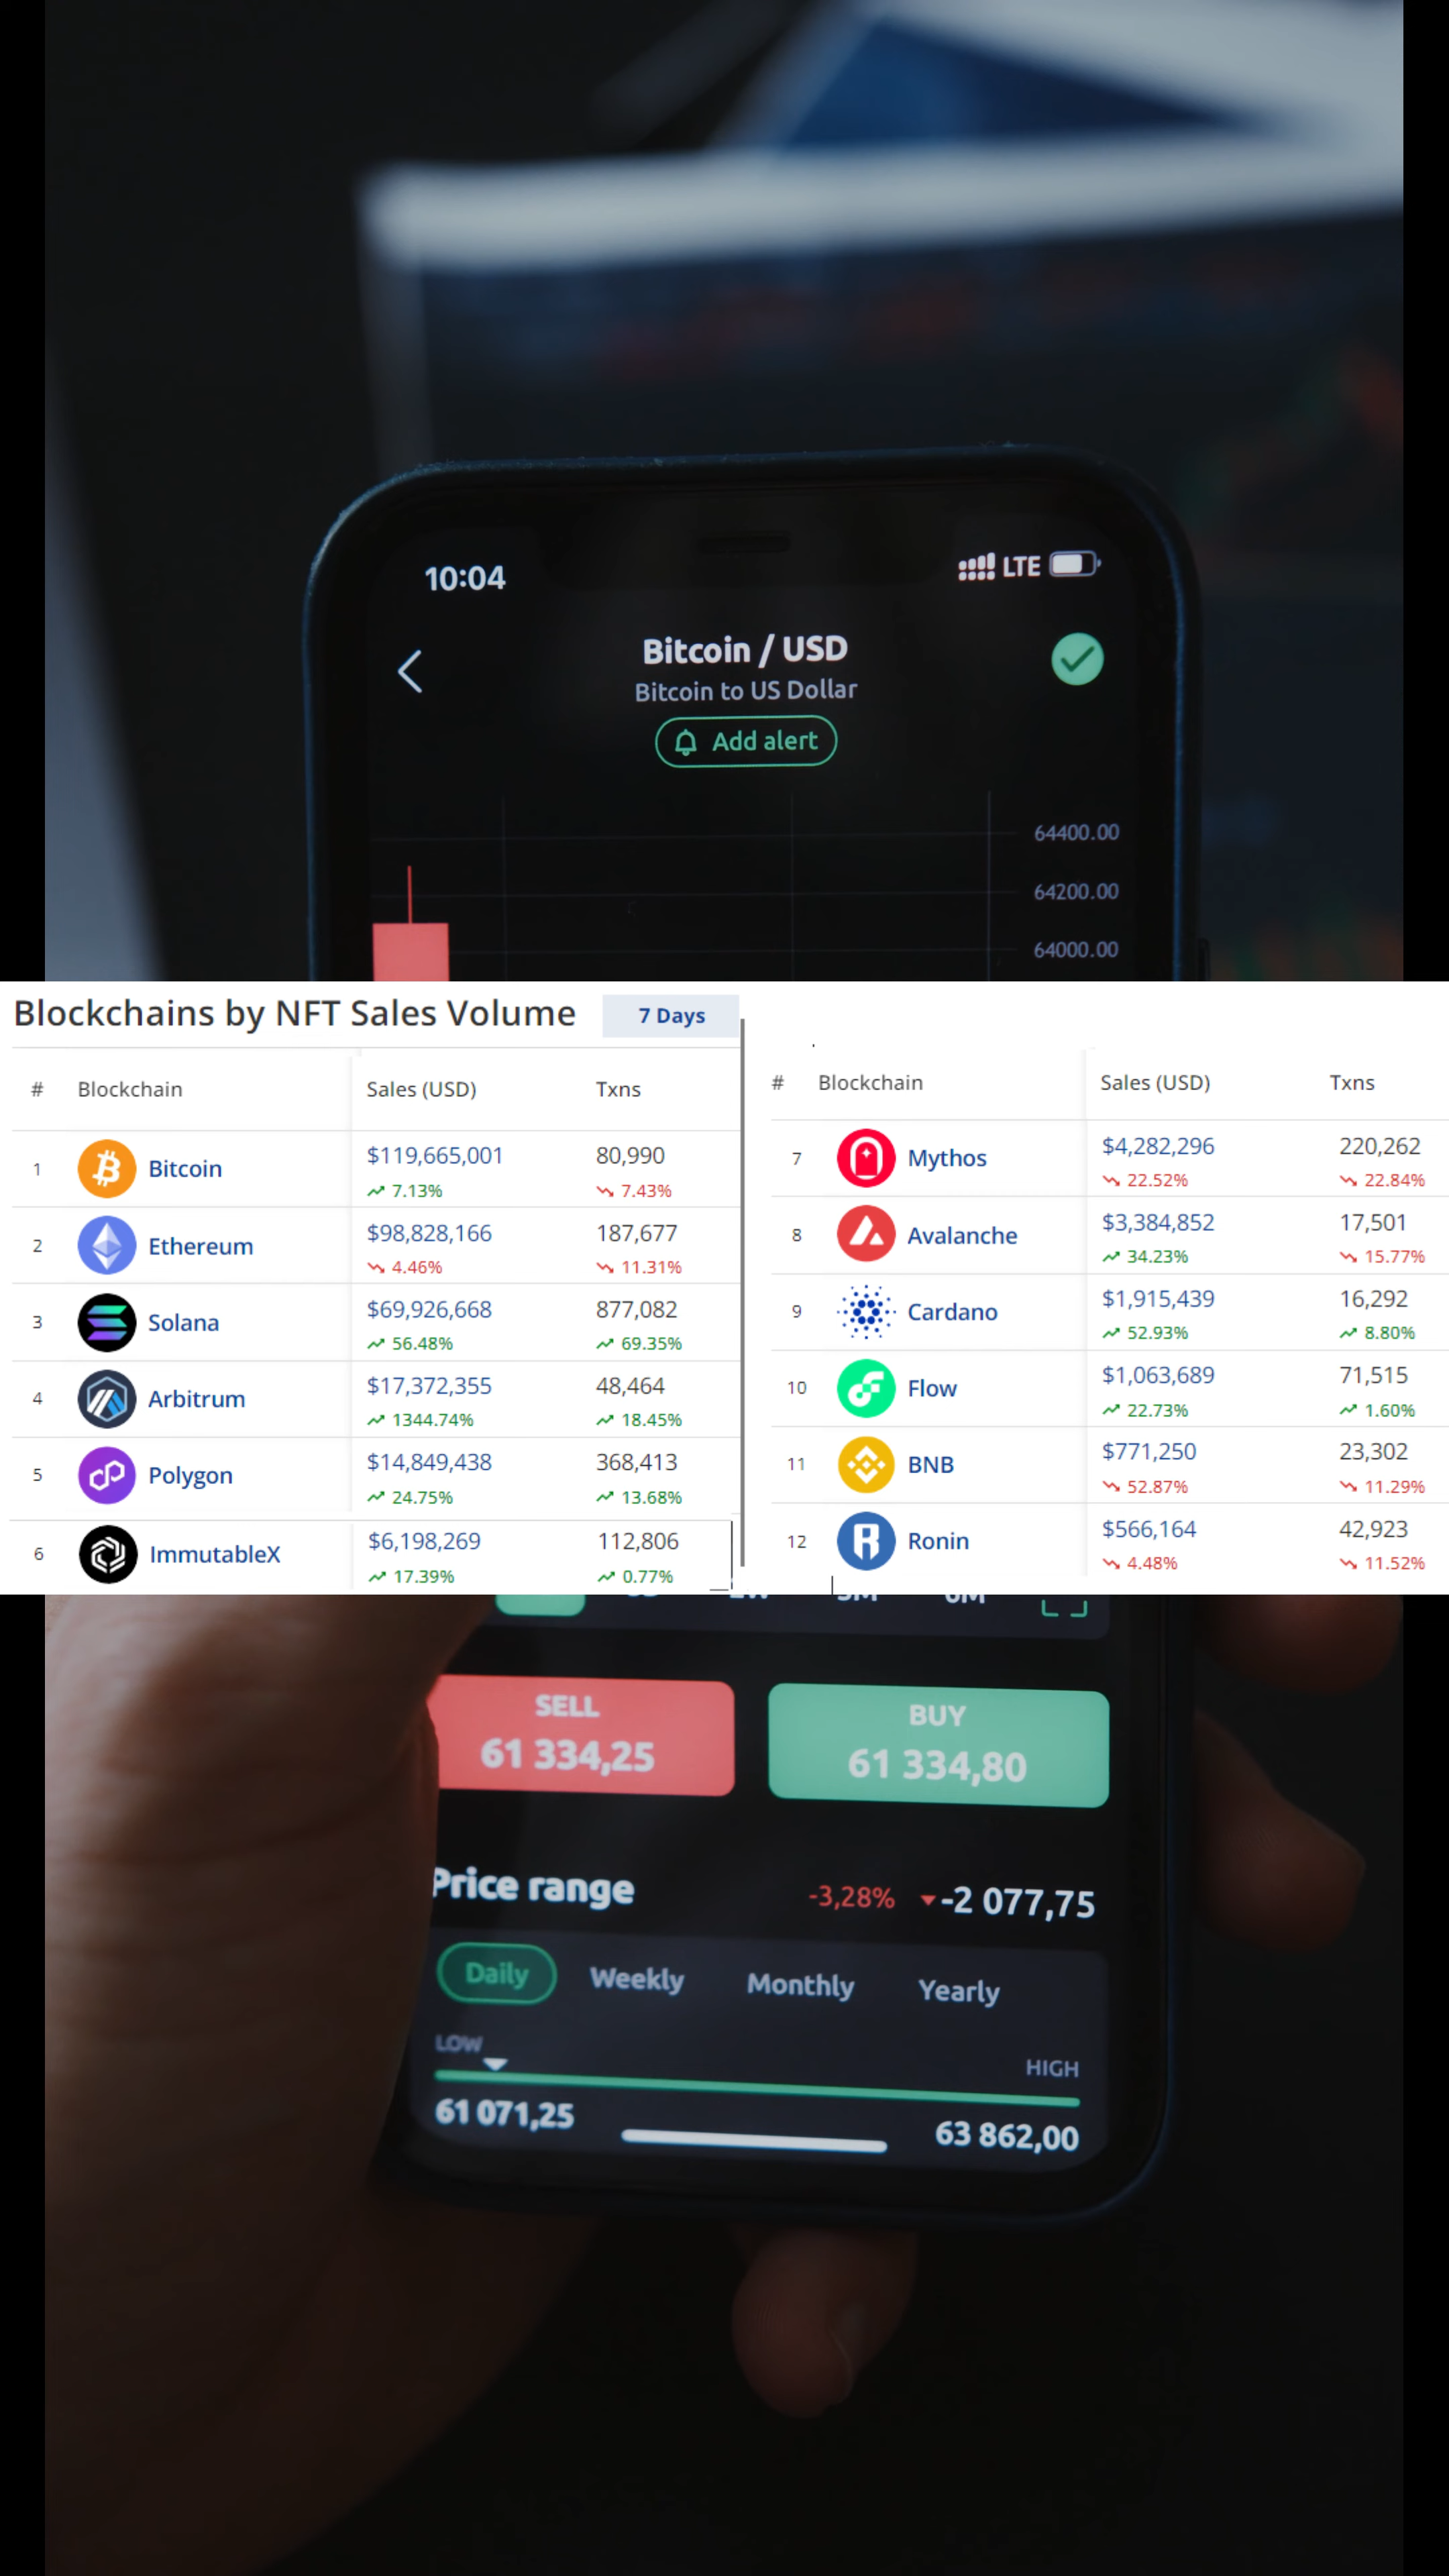 10:04
LTE
Bitcoin / USD
Bitcoin to US Dollar
Add alert
64400.00
64200.00
64000.00
Blockchains by NFT Sales Volume 7 Days
# Blockchain Sales (USD) Txns
1 Bitcoin $119,665,001 80,990
7.13% 7.43%
2 Ethereum $98,828,166 187,677
4.46% 11.31%
3 Solana $69,926,668 877,082
56.48% 69.35%
4 Arbitrum $17,372,355 48,464
1344.74% 18.45%
5 Polygon $14,849,438 368,413
24.75% 13.68%
6 ImmutableX $6,198,269 112,806
17.39% 0.77%
# Blockchain Sales (USD) Txns
7 Mythos $4,282,296 220,262
22.52% 22.84%
8 Avalanche $3,384,852 17,501
34.23% 15.77%
9 Cardano $1,915,439 16,292
52.93% 8.80%
10 Flow $1,063,689 71,515
22.73% 1.60%
11 BNB $771,250 23,302
52.87% 11.29%
12 Ronin $566,164 42,923
4.48% 11.52%
SELL BUY
61 334,25 61 334,80
Price range -3,28% -2 077,75
Daily Weekly Monthly Yearly
LOW HIGH
61 071,25 63 862,00